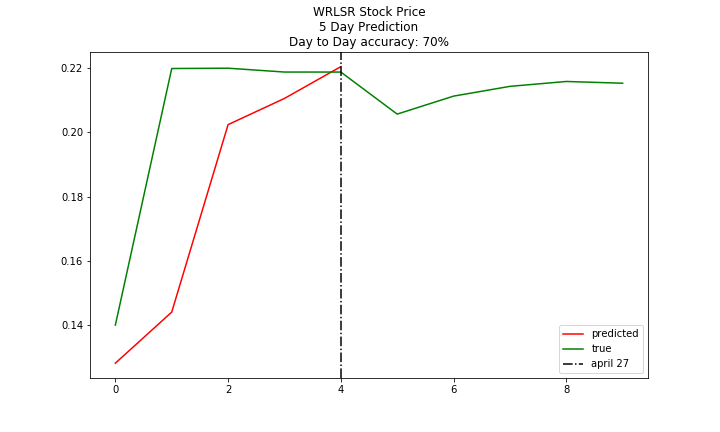 WRLSR Stock Price
5 Day Prediction
Day to Day accuracy: 70%
0.22
0.20
0.18
0.16
0.14
0
2
4
6
8
predicted
true
april 27